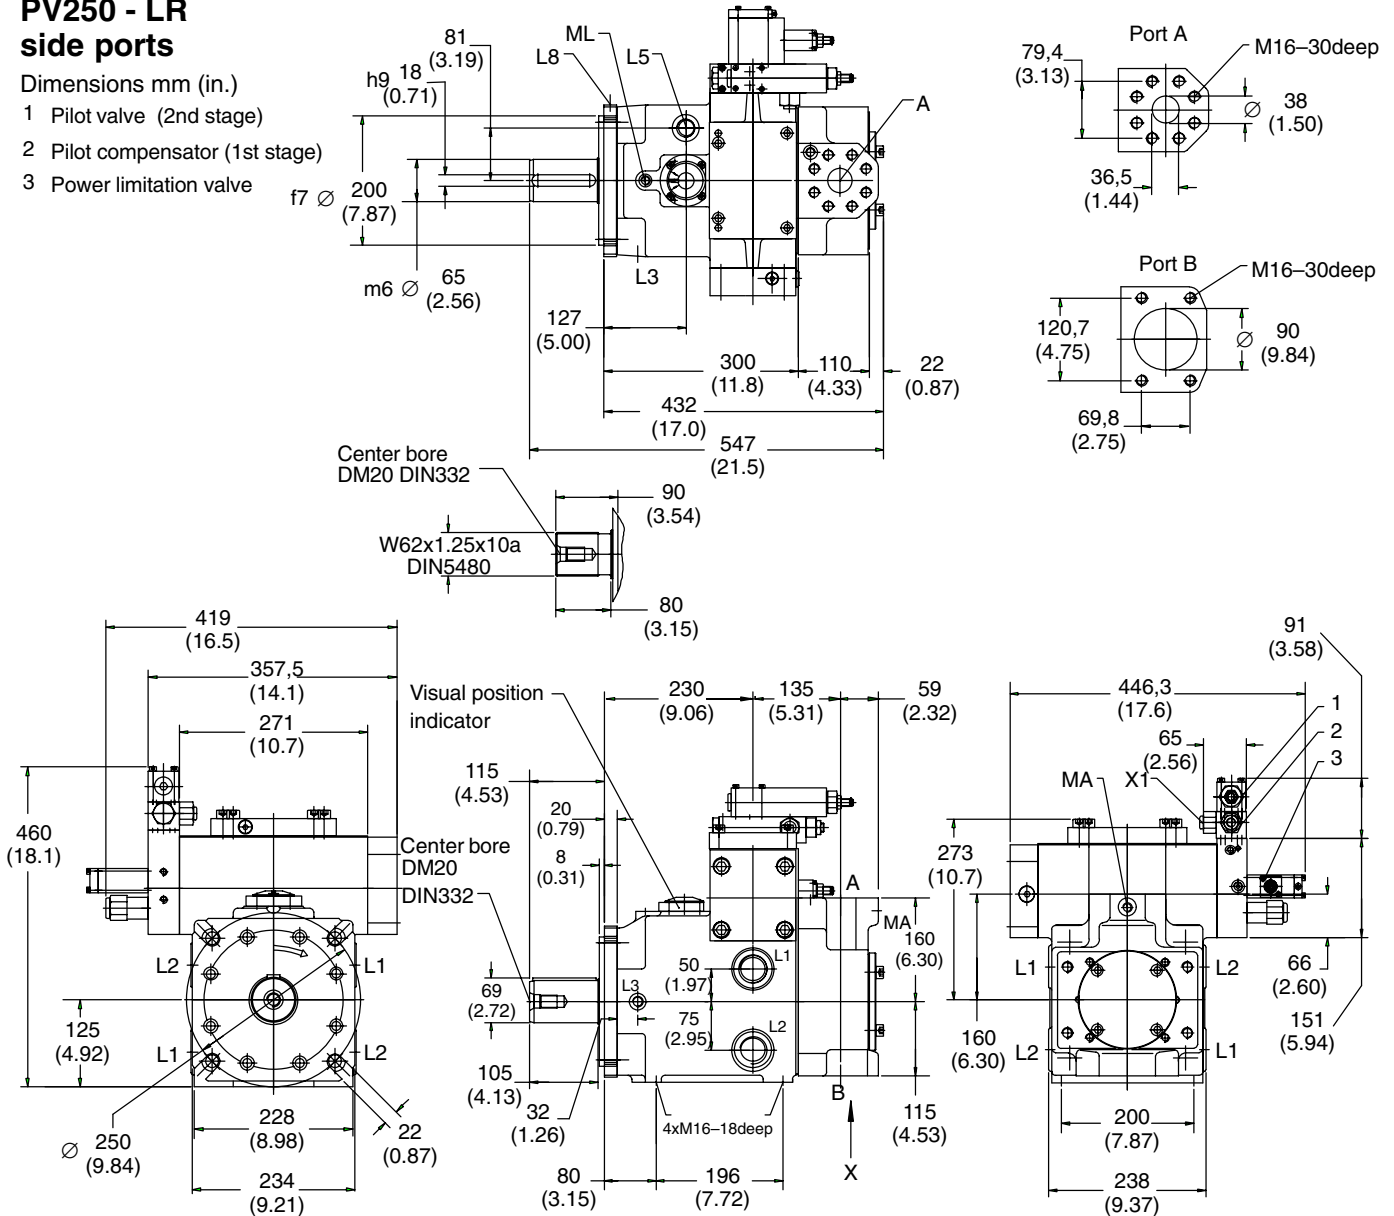 PV250 - LR
side ports
Dimensions mm (in.)
1 Pilot valve (2nd stage)
2 Pilot compensator (1st stage)
3 Power limitation valve
81
(3.19)
ML
L8
L5
h9 18
(0.71)
A
f7 ∅ 200
(7.87)
m6 ∅ 65
(2.56)
L3
127
(5.00)
300
(11.8)
110
(4.33)
22
(0.87)
432
(17.0)
547
(21.5)
Port A
79,4
(3.13)
M16–30deep
∅ 38
(1.50)
36,5
(1.44)
Port B
M16–30deep
120,7
(4.75)
∅ 90
(9.84)
69,8
(2.75)
Center bore
DM20 DIN332
90
(3.54)
W62x1.25x10a
DIN5480
80
(3.15)
419
(16.5)
357,5
(14.1)
271
(10.7)
460
(18.1)
L2
L1
125
(4.92)
L1
L2
∅ 250
(9.84)
228
(8.98)
22
(0.87)
234
(9.21)
Visual position
indicator
230
(9.06)
135
(5.31)
59
(2.32)
115
(4.53)
20
(0.79)
8
(0.31)
Center bore
DM20
DIN332
A
MA
160
(6.30)
L1
50
(1.97)
L3
69
(2.72)
75
(2.95)
L2
105
(4.13)
32
(1.26)
4xM16–18deep
B
115
(4.53)
X
80
(3.15)
196
(7.72)
91
(3.58)
446,3
(17.6)
1
65
(2.56)
2
3
MA
X1
273
(10.7)
L1
L2
66
(2.60)
160
(6.30)
151
(5.94)
L2
L1
200
(7.87)
238
(9.37)